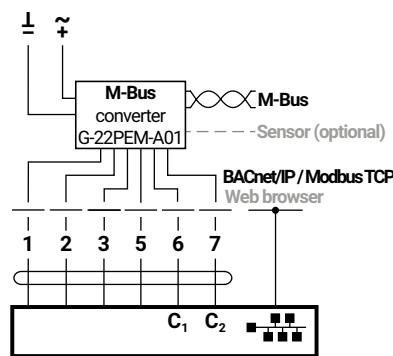 ⊥ ~
– +
M-Bus
converter
G-22PEM-A01
M-Bus
Sensor (optional)
BACnet/IP / Modbus TCP
Web browser
1 2 3 5 6 7
C₁ C₂